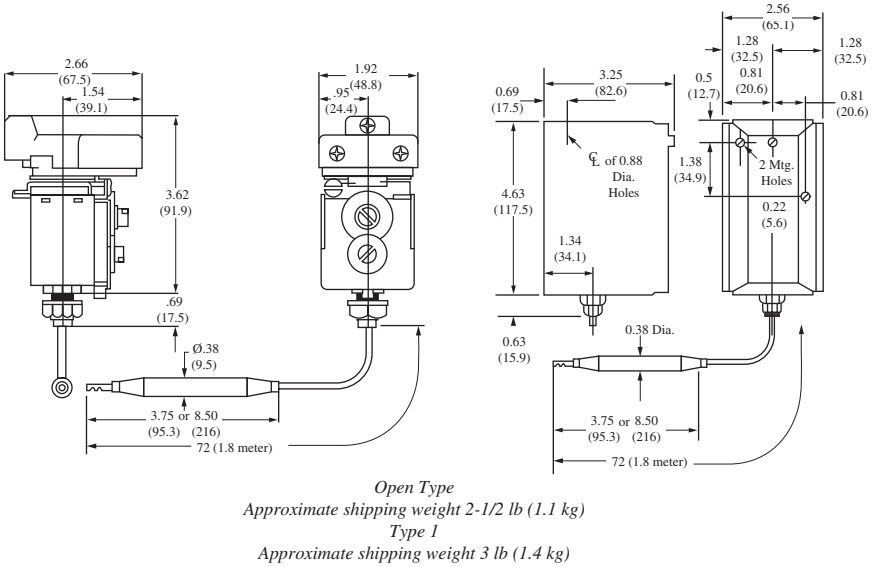 2.66
(67.5)
1.54
(39.1)
3.62
(91.9)
.69
(17.5)
1.92
(48.8)
.95
(24.4)
Ø.38
(9.5)
3.75 or 8.50
(95.3) (216)
72 (1.8 meter)
3.25
(82.6)
0.69
(17.5)
℄ of 0.88
Dia.
Holes
4.63
(117.5)
1.34
(34.1)
0.63
(15.9)
2.56
(65.1)
1.28
(32.5)
1.28
(32.5)
0.5
(12.7)
0.81
(20.6)
0.81
(20.6)
1.38
(34.9)
2 Mtg.
Holes
0.22
(5.6)
0.38 Dia.
3.75 or 8.50
(95.3) (216)
72 (1.8 meter)
Open Type
Approximate shipping weight 2-1/2 lb (1.1 kg)
Type 1
Approximate shipping weight 3 lb (1.4 kg)